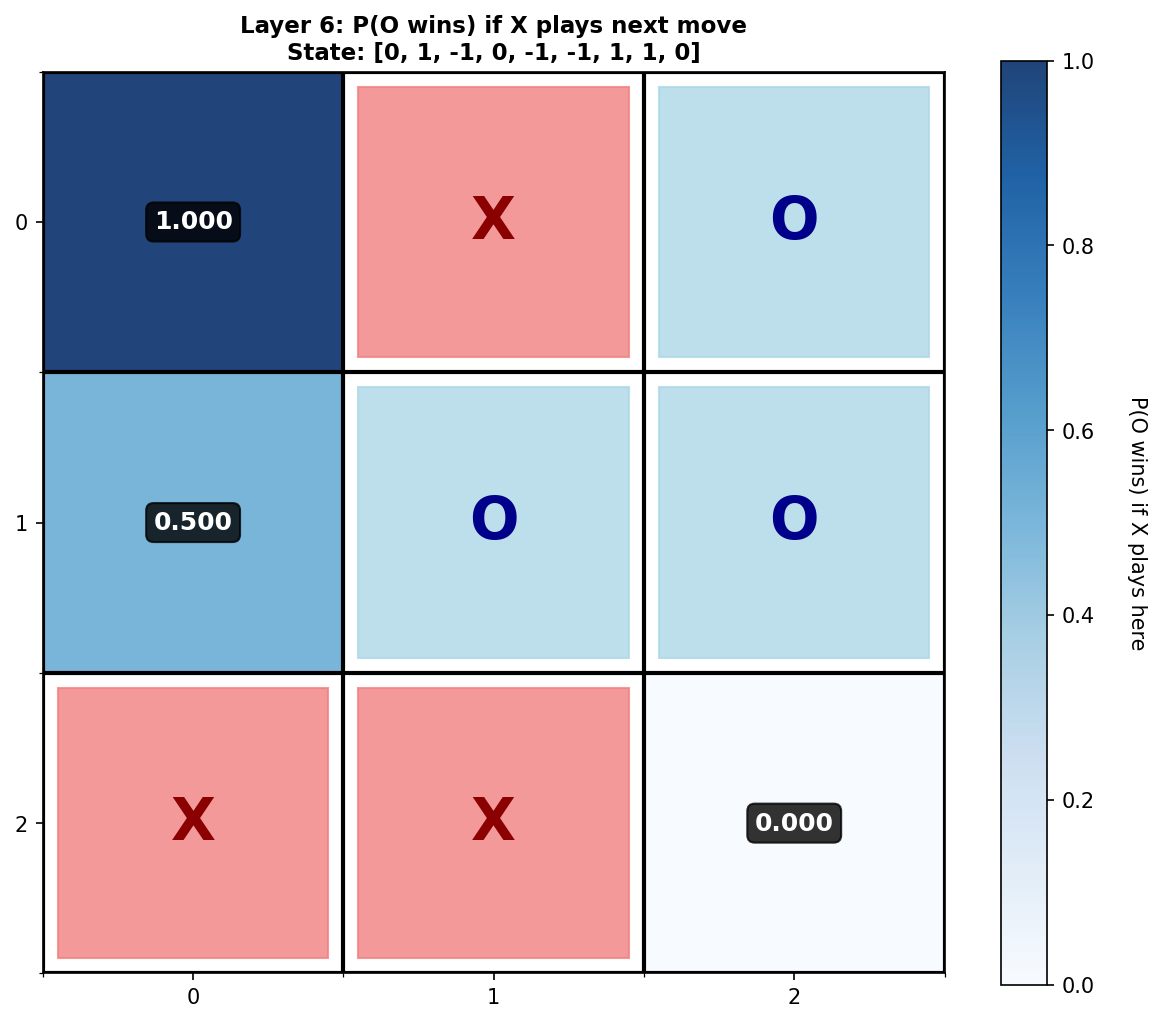 Layer 6: P(O wins) if X plays next move
State: [0, 1, -1, 0, -1, -1, 1, 1, 0]
0
1.000
X
O
1
0.500
O
O
2
X
X
0.000
0
1
2
1.0
0.8
0.6
0.4
0.2
0.0
P(O wins) if X plays here